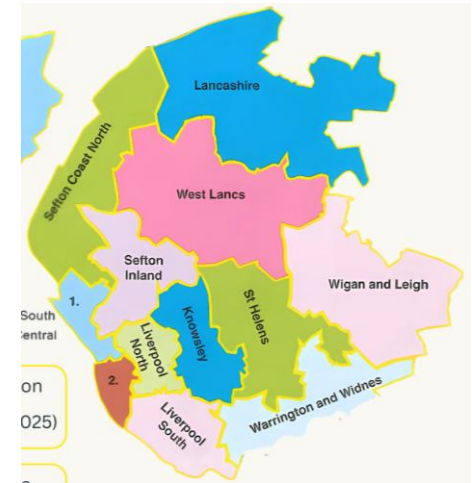 Lancashire
Sefton Coast North
West Lancs
Sefton
Inland
Wigan and Leigh
1.
South
Central
St Helens
Knowsley
Liverpool
North
2.
on
025)
Warrington and Widnes
Liverpool
South